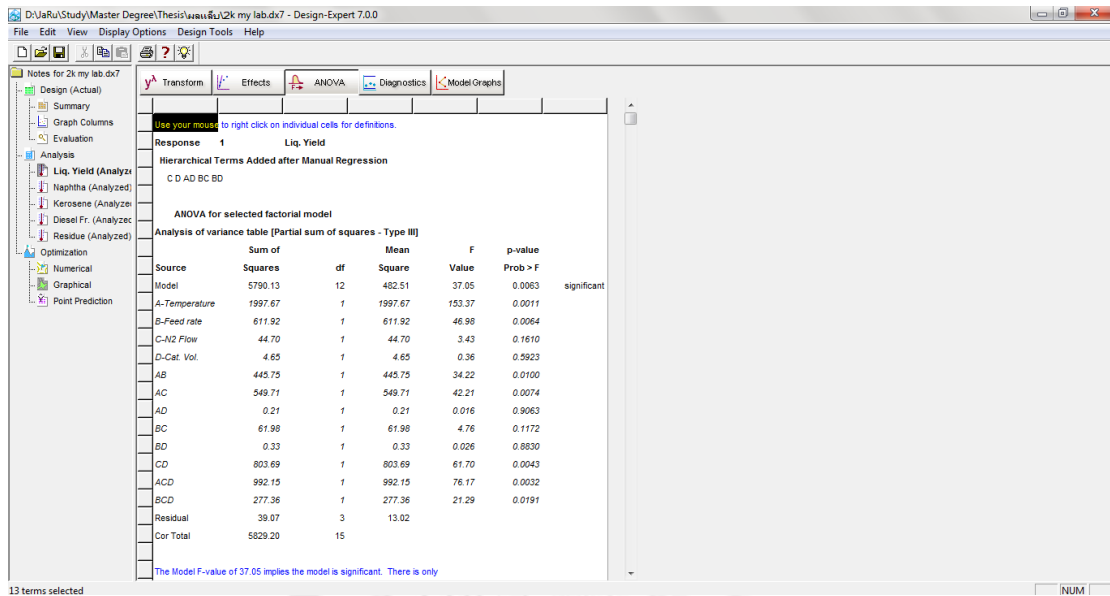 D:\JaRu\Study\Master Degree\Thesis\ผลแล็บ\2k my lab.dx7 - Design-Expert 7.0.0
File Edit View Display Options Design Tools Help
Notes for 2k my lab.dx7
Design (Actual)
Summary
Graph Columns
Evaluation
Analysis
Liq. Yield (Analyze
Naphtha (Analyzed)
Kerosene (Analyze
Diesel Fr. (Analyzed
Residue (Analyzed)
Optimization
Numerical
Graphical
Point Prediction
yλ Transform Effects ANOVA Diagnostics Model Graphs
Use your mouse to right click on individual cells for definitions.
Response 1 Liq. Yield
Hierarchical Terms Added after Manual Regression
C D AD BC BD
ANOVA for selected factorial model
Analysis of variance table [Partial sum of squares - Type III]
Sum of Mean F p-value
Source Squares df Square Value Prob > F
Model 5790.13 12 482.51 37.05 0.0063 significant
A-Temperature 1997.67 1 1997.67 153.37 0.0011
B-Feed rate 611.92 1 611.92 46.98 0.0064
C-N2 Flow 44.70 1 44.70 3.43 0.1610
D-Cat. Vol. 4.65 1 4.65 0.36 0.5923
AB 445.75 1 445.75 34.22 0.0100
AC 549.71 1 549.71 42.21 0.0074
AD 0.21 1 0.21 0.016 0.9063
BC 61.98 1 61.98 4.76 0.1172
BD 0.33 1 0.33 0.026 0.8830
CD 803.69 1 803.69 61.70 0.0043
ACD 992.15 1 992.15 76.17 0.0032
BCD 277.36 1 277.36 21.29 0.0191
Residual 39.07 3 13.02
Cor Total 5829.20 15
The Model F-value of 37.05 implies the model is significant. There is only
13 terms selected NUM